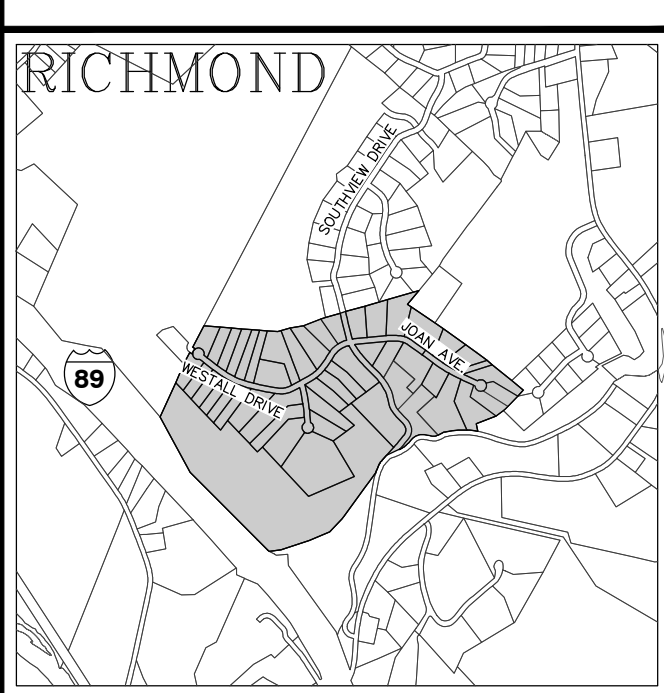 RICHMOND
SOUTHVIEW DRIVE
JOAN AVE.
89
WESTALL DRIVE